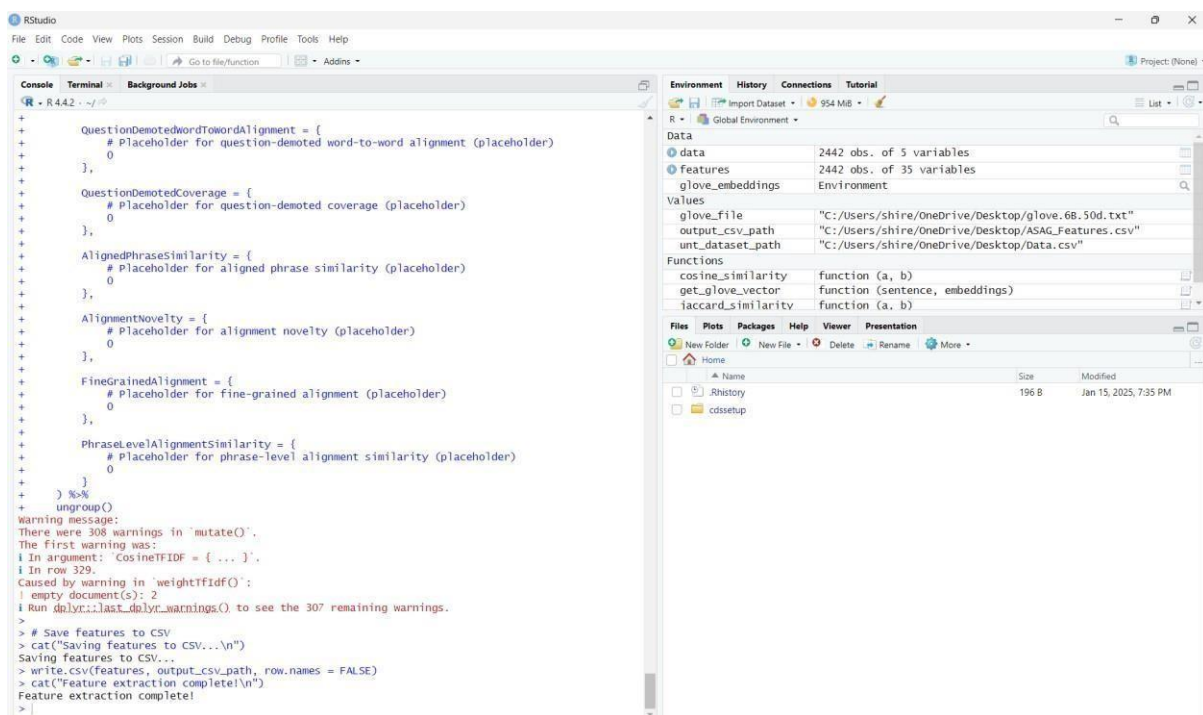 RStudio
File Edit Code View Plots Session Build Debug Profile Tools Help
Go to file/function Addins
Project: (None)
Console Terminal Background Jobs
R 4.4.2 · ~/
+
+ QuestionDemotedWordToWordAlignment = {
+ # Placeholder for question-demoted word-to-word alignment (placeholder)
+ 0
+ },
+
+ QuestionDemotedCoverage = {
+ # Placeholder for question-demoted coverage (placeholder)
+ 0
+ },
+
+ AlignedPhraseSimilarity = {
+ # Placeholder for aligned phrase similarity (placeholder)
+ 0
+ },
+
+ AlignmentNovelty = {
+ # Placeholder for alignment novelty (placeholder)
+ 0
+ },
+
+ FineGrainedAlignment = {
+ # Placeholder for fine-grained alignment (placeholder)
+ 0
+ },
+
+ PhraseLevelAlignmentSimilarity = {
+ # Placeholder for phrase-level alignment similarity (placeholder)
+ 0
+ }
+ ) %>%
+ ungroup()
Warning message:
There were 308 warnings in `mutate()`.
The first warning was:
ℹ In argument: `CosineTFIDF = { ... }`.
ℹ In row 329.
Caused by warning in `weightTfIdf()`:
! empty document(s): 2
ℹ Run dplyr::last_dplyr_warnings() to see the 307 remaining warnings.
>
> # Save features to CSV
> cat("Saving features to CSV...\n")
Saving features to CSV...
> write.csv(features, output_csv_path, row.names = FALSE)
> cat("Feature extraction complete!\n")
Feature extraction complete!
>
Environment History Connections Tutorial
Import Dataset 954 MiB List
R Global Environment
Data
data 2442 obs. of 5 variables
features 2442 obs. of 35 variables
glove_embeddings Environment
Values
glove_file "C:/Users/shire/OneDrive/Desktop/glove.6B.50d.txt"
output_csv_path "C:/Users/shire/OneDrive/Desktop/ASAG_Features.csv"
unt_dataset_path "C:/Users/shire/OneDrive/Desktop/Data.csv"
Functions
cosine_similarity function (a, b)
get_glove_vector function (sentence, embeddings)
jaccard_similarity function (a, b)
Files Plots Packages Help Viewer Presentation
New Folder New File Delete Rename More
Home
Name Size Modified
.Rhistory 196 B Jan 15, 2025, 7:35 PM
cdssetup